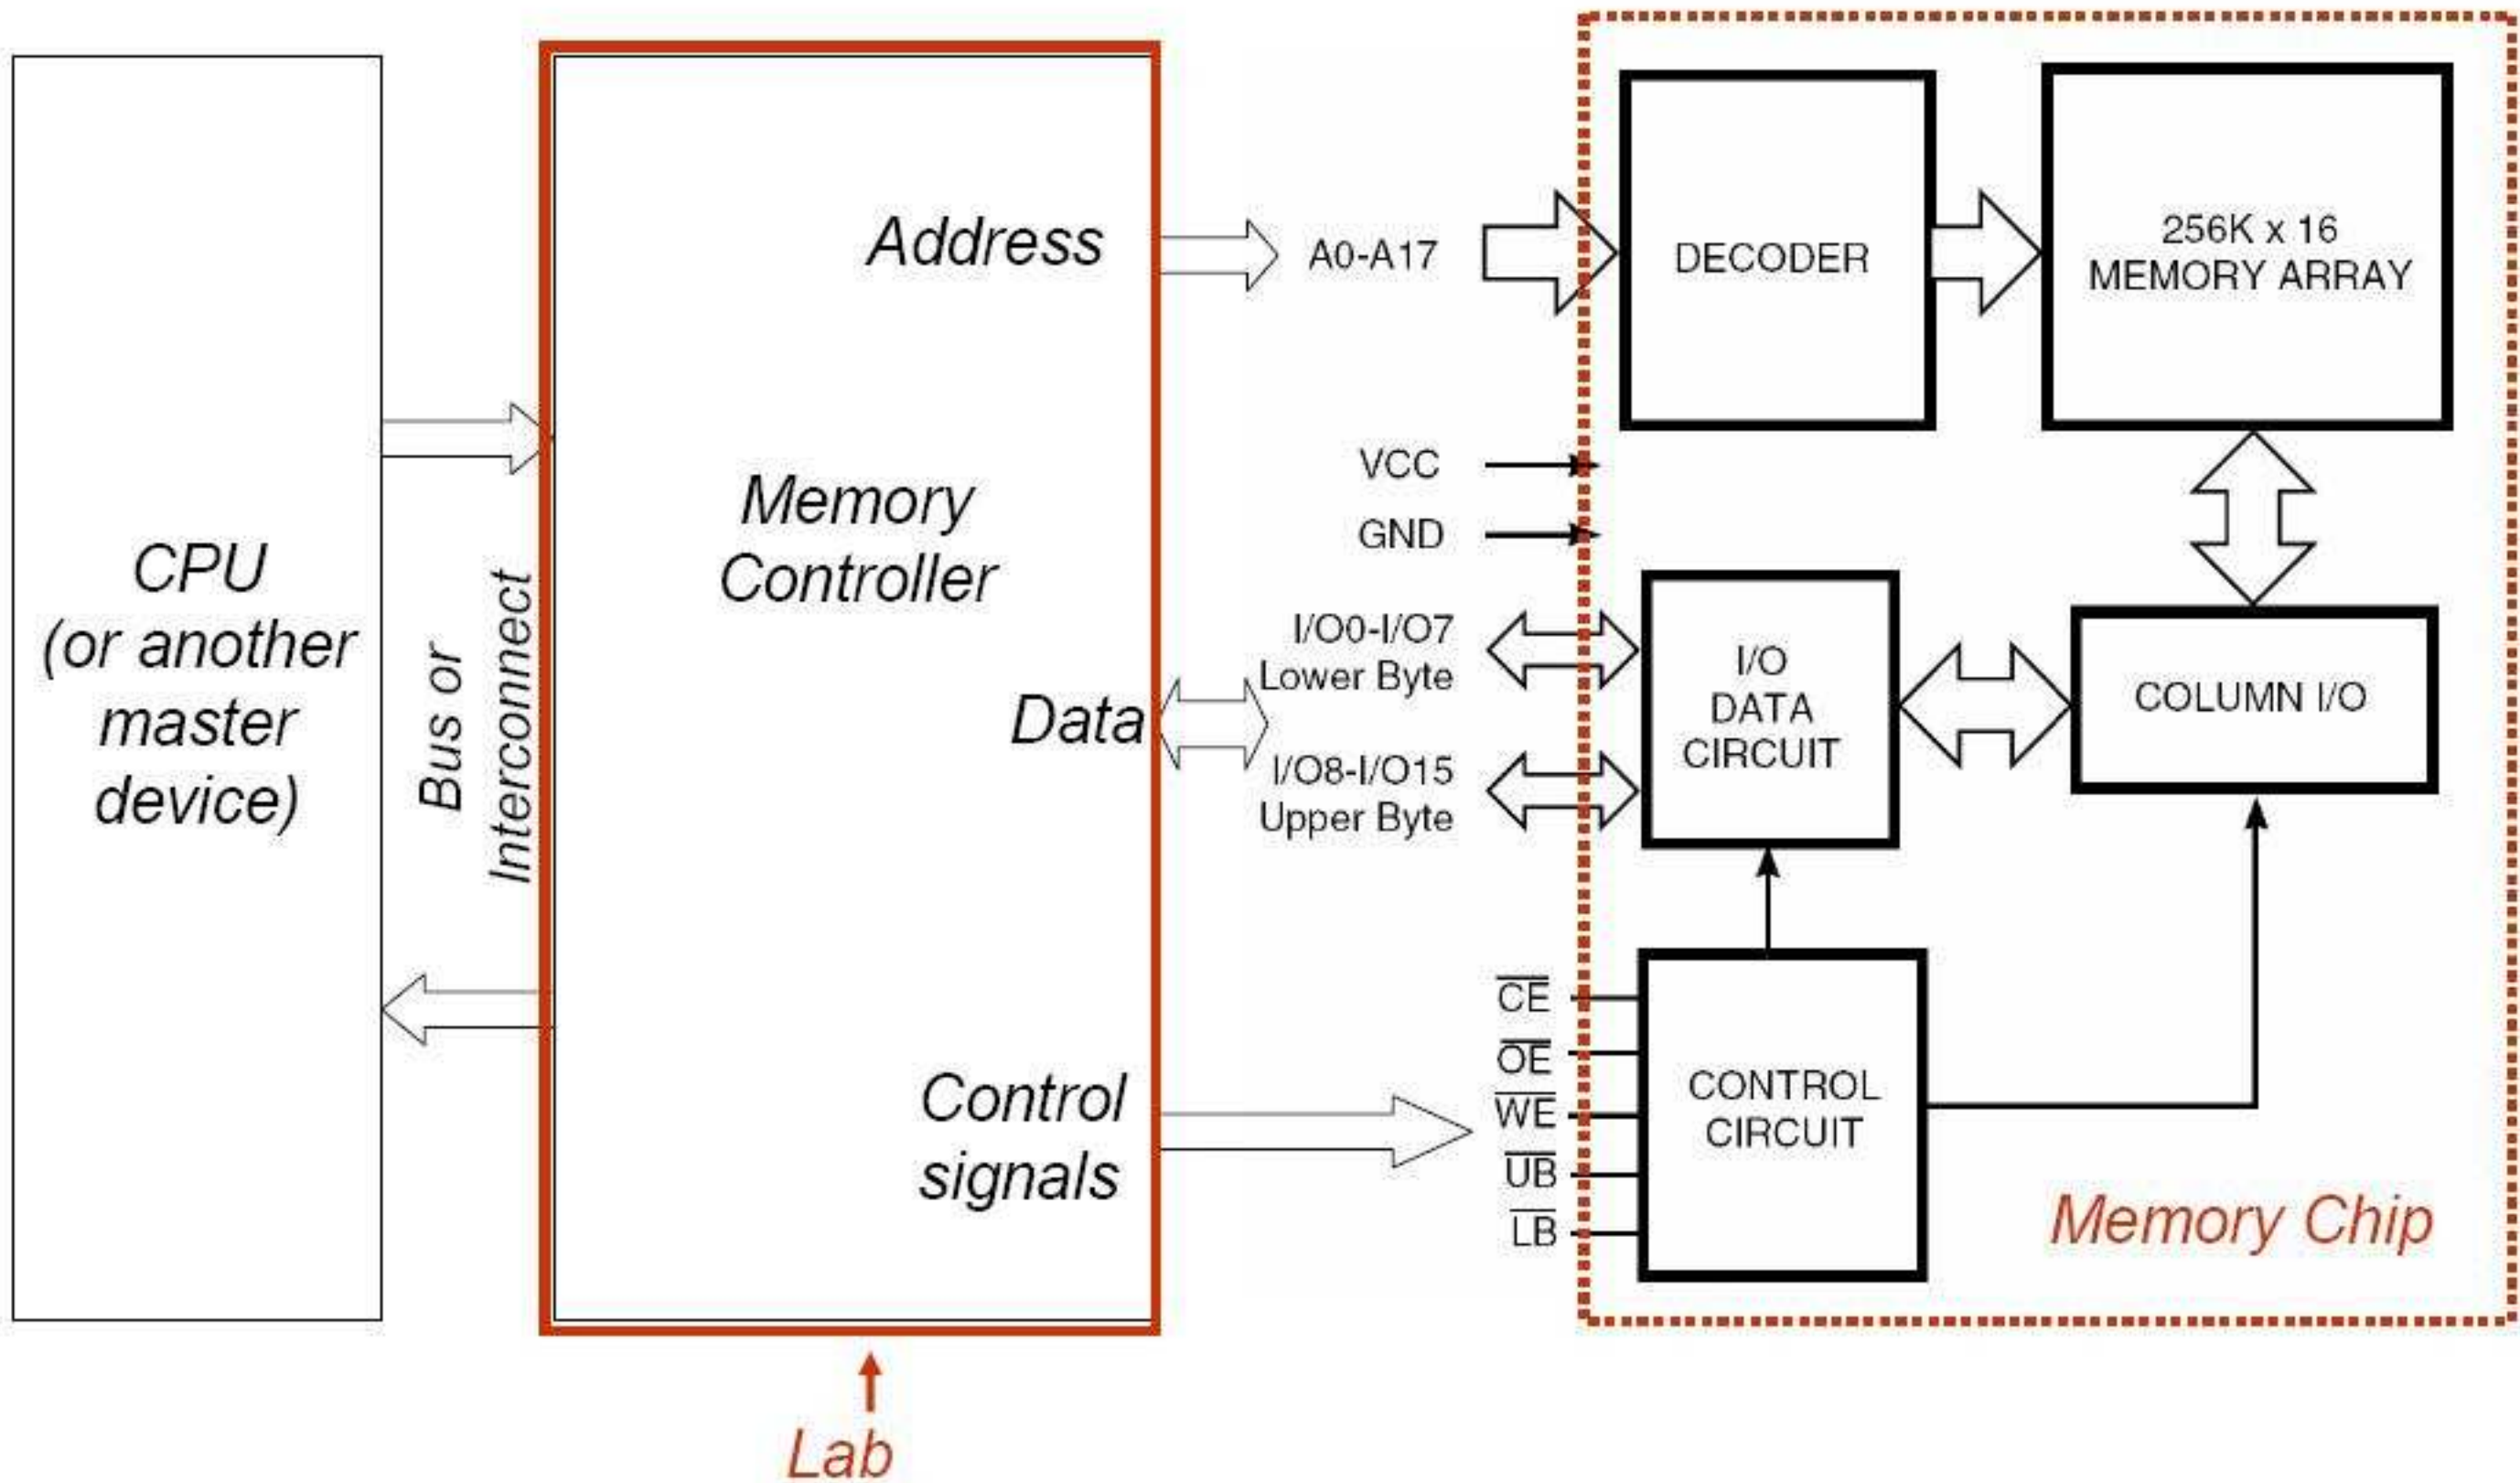 CPU
(or another
master
device)
Bus or
Interconnect
Memory
Controller
Address
Data
Control
signals
Lab
A0-A17
VCC
GND
I/O0-I/O7
Lower Byte
I/O8-I/O15
Upper Byte
CE
OE
WE
UB
LB
DECODER
256K x 16
MEMORY ARRAY
I/O
DATA
CIRCUIT
COLUMN I/O
CONTROL
CIRCUIT
Memory Chip